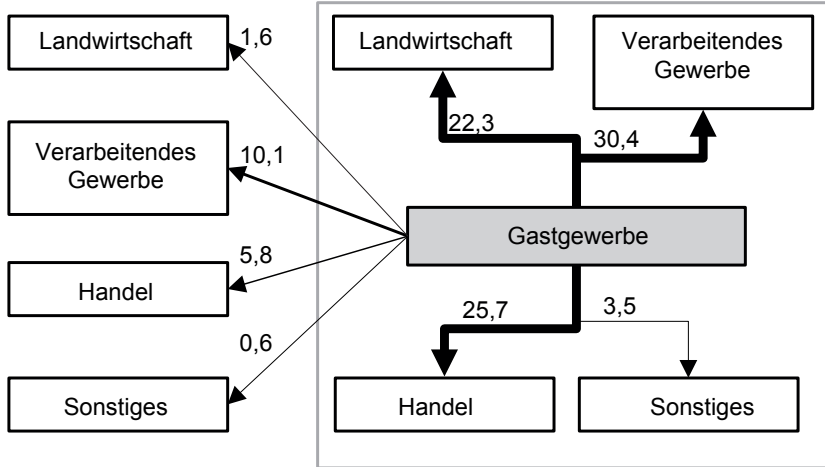 Landwirtschaft
1,6
Verarbeitendes
Gewerbe
10,1
Handel
5,8
Sonstiges
0,6
Landwirtschaft
22,3
Verarbeitendes
Gewerbe
30,4
Gastgewerbe
25,7
3,5
Handel
Sonstiges